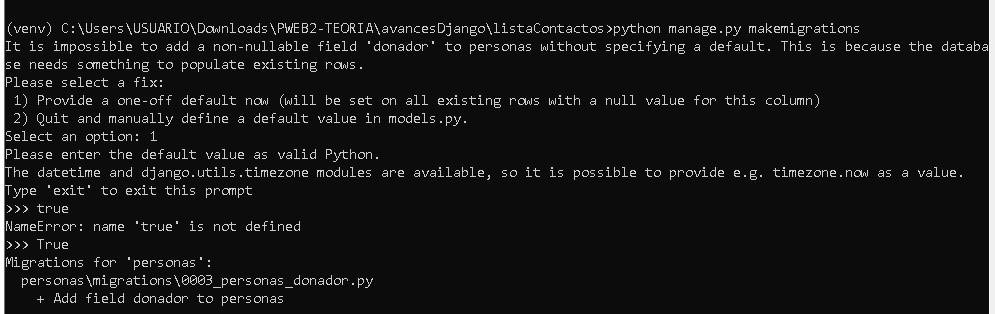 (venv) C:\Users\USUARIO\Downloads\PWEB2-TEORIA\avancesDjango\listaContactos>python manage.py makemigrations
It is impossible to add a non-nullable field 'donador' to personas without specifying a default. This is because the databa
se needs something to populate existing rows.
Please select a fix:
 1) Provide a one-off default now (will be set on all existing rows with a null value for this column)
 2) Quit and manually define a default value in models.py.
Select an option: 1
Please enter the default value as valid Python.
The datetime and django.utils.timezone modules are available, so it is possible to provide e.g. timezone.now as a value.
Type 'exit' to exit this prompt
>>> true
NameError: name 'true' is not defined
>>> True
Migrations for 'personas':
  personas\migrations\0003_personas_donador.py
    + Add field donador to personas